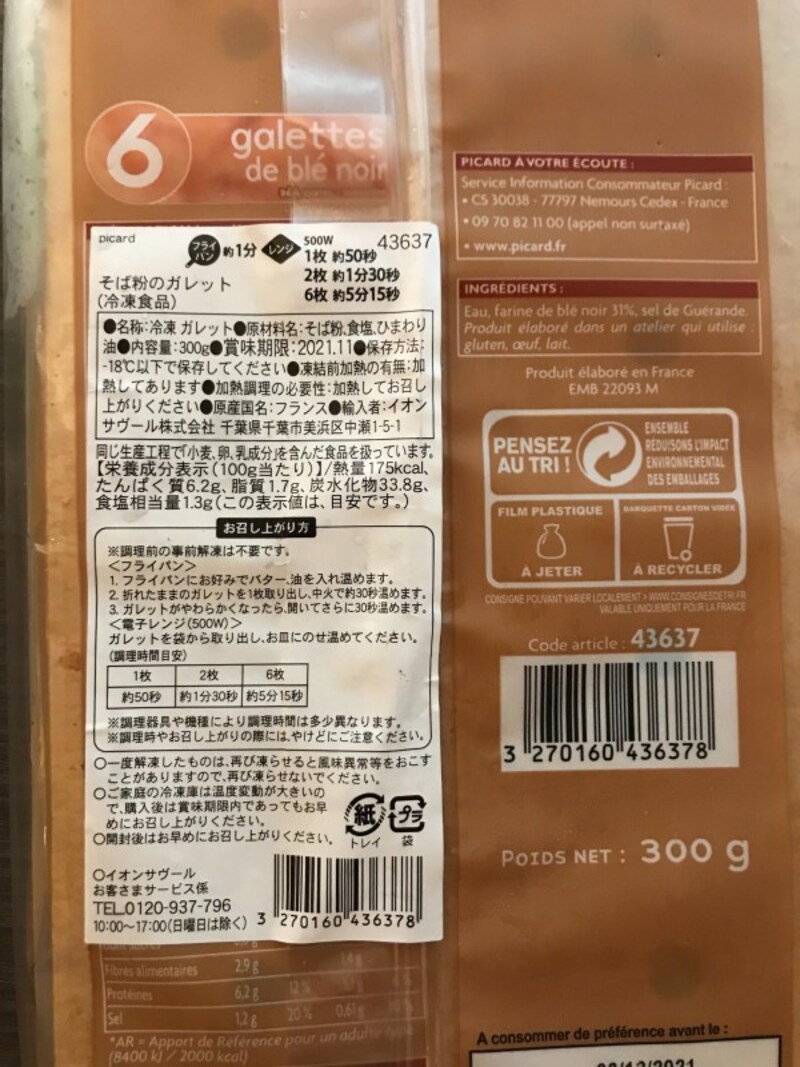 6
galettes
de blé noir
picard
フライパン 約1分 レンジ 500W 43637
1枚 約50秒
2枚 約1分30秒
6枚 約5分15秒
そば粉のガレット
(冷凍食品)
●名称:冷凍 ガレット●原材料名:そば粉、食塩、ひまわり
油●内容量:300g●賞味期限:2021.11●保存方法:
-18℃以下で保存してください●凍結前加熱の有無:加
熱してあります●加熱調理の必要性:加熱してお召し
上がりください●原産国名:フランス●輸入者:イオン
サヴール株式会社 千葉県千葉市美浜区中瀬1-5-1
同じ生産工程で「小麦、卵、乳成分」を含んだ食品を扱っています。
【栄養成分表示(100g当たり)】/熱量175kcal、
たんぱく質6.2g、脂質1.7g、炭水化物33.8g、
食塩相当量1.3g(この表示値は、目安です。)
お召し上がり方
※調理前の事前解凍は不要です。
<フライパン>
1. フライパンにお好みでバター、油を入れ温めます。
2. 折れたままのガレットを1枚取り出し、中火で約30秒温めます。
3. ガレットがやわらかくなったら、開いてさらに30秒温めます。
<電子レンジ(500W)>
ガレットを袋から取り出し、お皿にのせ温めてください。
(調理時間目安)
1枚 2枚 6枚
約50秒 約1分30秒 約5分15秒
※調理器具や機種により調理時間は多少異なります。
※調理時やお召し上がりの際には、やけどにご注意ください。
○一度解凍したものは、再び凍らせると風味異常等をおこす
ことがありますので、再び凍らせないでください。
○ご家庭の冷凍庫は温度変動が大きいの
で、購入後は賞味期限内であってもお早
めにお召し上がりください。
○開封後はお早めにお召し上がりください。
紙 プラ
トレイ 袋
○イオンサヴール
お客さまサービス係
TEL.0120-937-796
10:00~17:00(日曜日は除く)
3 270160 436378
Fibres alimentaires 2,9 g
Protéines 6,2 g 12 %
Sel 1,2 g 20 % 0,61 g 10 %
*AR = Apport de Référence pour un adulte
(8400 kJ / 2000 kcal)
PICARD À VOTRE ÉCOUTE :
Service Information Consommateur Picard :
• CS 30038 - 77797 Nemours Cedex - France
• 09 70 82 11 00 (appel non surtaxé)
• www.picard.fr
INGRÉDIENTS :
Eau, farine de blé noir 31%, sel de Guérande.
Produit élaboré dans un atelier qui utilise :
gluten, œuf, lait.
Produit élaboré en France
EMB 22093 M
PENSEZ
AU TRI !
ENSEMBLE
RÉDUISONS L'IMPACT
ENVIRONNEMENTAL
DES EMBALLAGES
FILM PLASTIQUE
À JETER
BARQUETTE CARTON VIDÉE
À RECYCLER
CONSIGNE POUVANT VARIER LOCALEMENT > WWW.CONSIGNESDETRI.FR
VALABLE UNIQUEMENT POUR LA FRANCE
Code article : 43637
3 270160 436378
POIDS NET : 300 g
A consommer de préférence avant le :